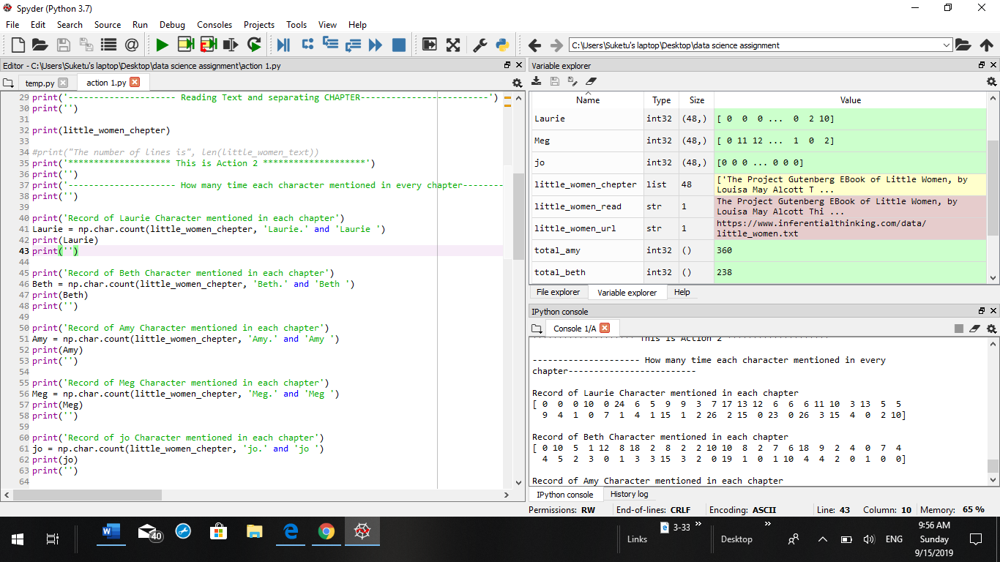 Spyder (Python 3.7)
File Edit Search Source Run Debug Consoles Projects Tools View Help
C:\Users\Suketu's laptop\Desktop\data science assignment
Editor - C:\Users\Suketu's laptop\Desktop\data science assignment\action 1.py
temp.py action 1.py
29 print('--------------------- Reading Text and separating CHAPTER-------------------------')
30 print('')
31
32 print(little_women_chepter)
33
34 #print("The number of lines is", len(little_women_text))
35 print('******************** This is Action 2 ********************')
36 print('')
37 print('--------------------- How many time each character mentioned in every chapter--------
38 print('')
39
40 print('Record of Laurie Character mentioned in each chapter')
41 Laurie = np.char.count(little_women_chepter, 'Laurie.' and 'Laurie ')
42 print(Laurie)
43 print('')
44
45 print('Record of Beth Character mentioned in each chapter')
46 Beth = np.char.count(little_women_chepter, 'Beth.' and 'Beth ')
47 print(Beth)
48 print('')
49
50 print('Record of Amy Character mentioned in each chapter')
51 Amy = np.char.count(little_women_chepter, 'Amy.' and 'Amy ')
52 print(Amy)
53 print('')
54
55 print('Record of Meg Character mentioned in each chapter')
56 Meg = np.char.count(little_women_chepter, 'Meg.' and 'Meg ')
57 print(Meg)
58 print('')
59
60 print('Record of jo Character mentioned in each chapter')
61 jo = np.char.count(little_women_chepter, 'jo.' and 'jo ')
62 print(jo)
63 print('')
64
Variable explorer
Name Type Size Value
Laurie int32 (48,) [ 0 0 0 ... 0 2 10]
Meg int32 (48,) [ 0 11 12 ... 1 0 2]
jo int32 (48,) [0 0 0 ... 0 0 0]
little_women_chepter list 48 ['The Project Gutenberg EBook of Little Women, by
Louisa May Alcott T ...
little_women_read str 1 The Project Gutenberg EBook of Little Women, by
Louisa May Alcott Thi ...
little_women_url str 1 https://www.inferentialthinking.com/data/
little_women.txt
total_amy int32 () 360
total_beth int32 () 238
File explorer Variable explorer Help
IPython console
Console 1/A
This is Action 2
--------------------- How many time each character mentioned in every
chapter-------------------------
Record of Laurie Character mentioned in each chapter
[ 0 0 0 10 0 24 6 5 9 9 3 7 17 13 12 6 6 6 11 10 3 13 5 5
9 4 1 0 7 1 4 1 15 1 2 26 2 15 0 23 0 26 3 15 4 0 2 10]
Record of Beth Character mentioned in each chapter
[ 0 10 5 1 12 8 18 2 8 2 2 10 10 8 2 7 6 18 9 2 4 0 7 4
4 5 2 3 0 1 3 3 15 3 2 0 19 1 0 1 10 4 4 2 0 1 0 0]
Record of Amy Character mentioned in each chapter
IPython console History log
Permissions: RW End-of-lines: CRLF Encoding: ASCII Line: 43 Column: 10 Memory: 65 %
40
Links
3-33 »
Desktop
»
ENG
9:56 AM
Sunday
9/15/2019